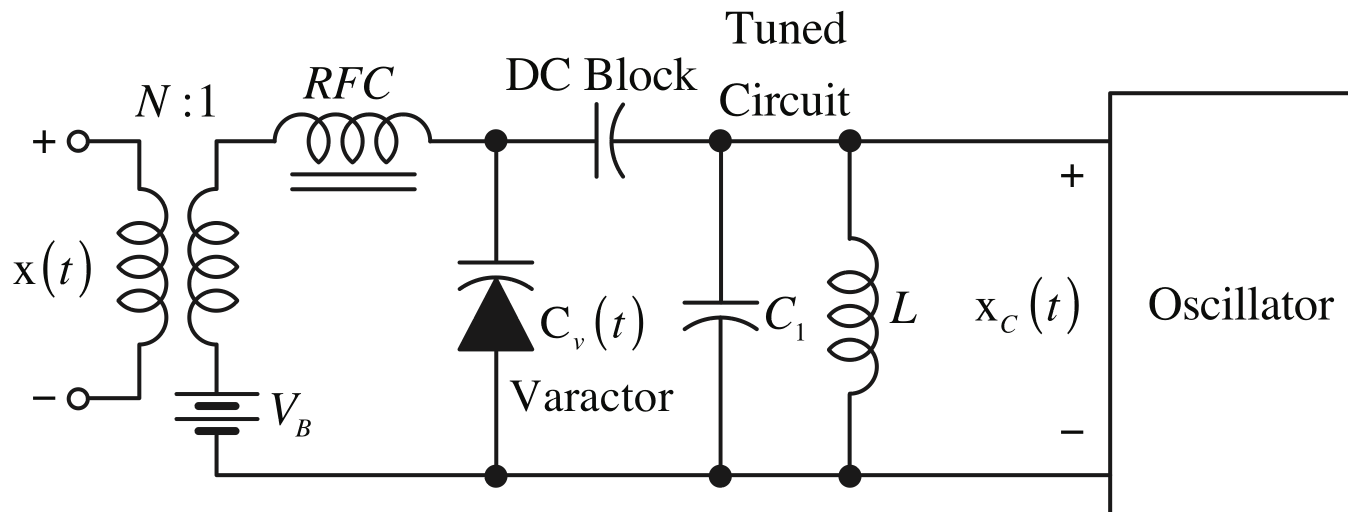 Tuned
Circuit
DC Block
RFC
N :1
+
−
x(t)
V_B
C_v(t)
Varactor
C_1
L
+
x_C(t)
−
Oscillator